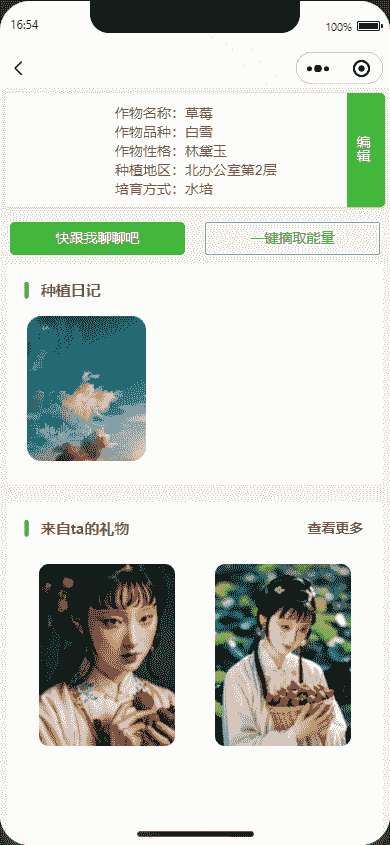 16:54
100%
作物名称：草莓
作物品种：白雪
作物性格：林黛玉
种植地区：北办公室第2层
培育方式：水培
编辑
快跟我聊聊吧
一键摘取能量
种植日记
来自ta的礼物
查看更多